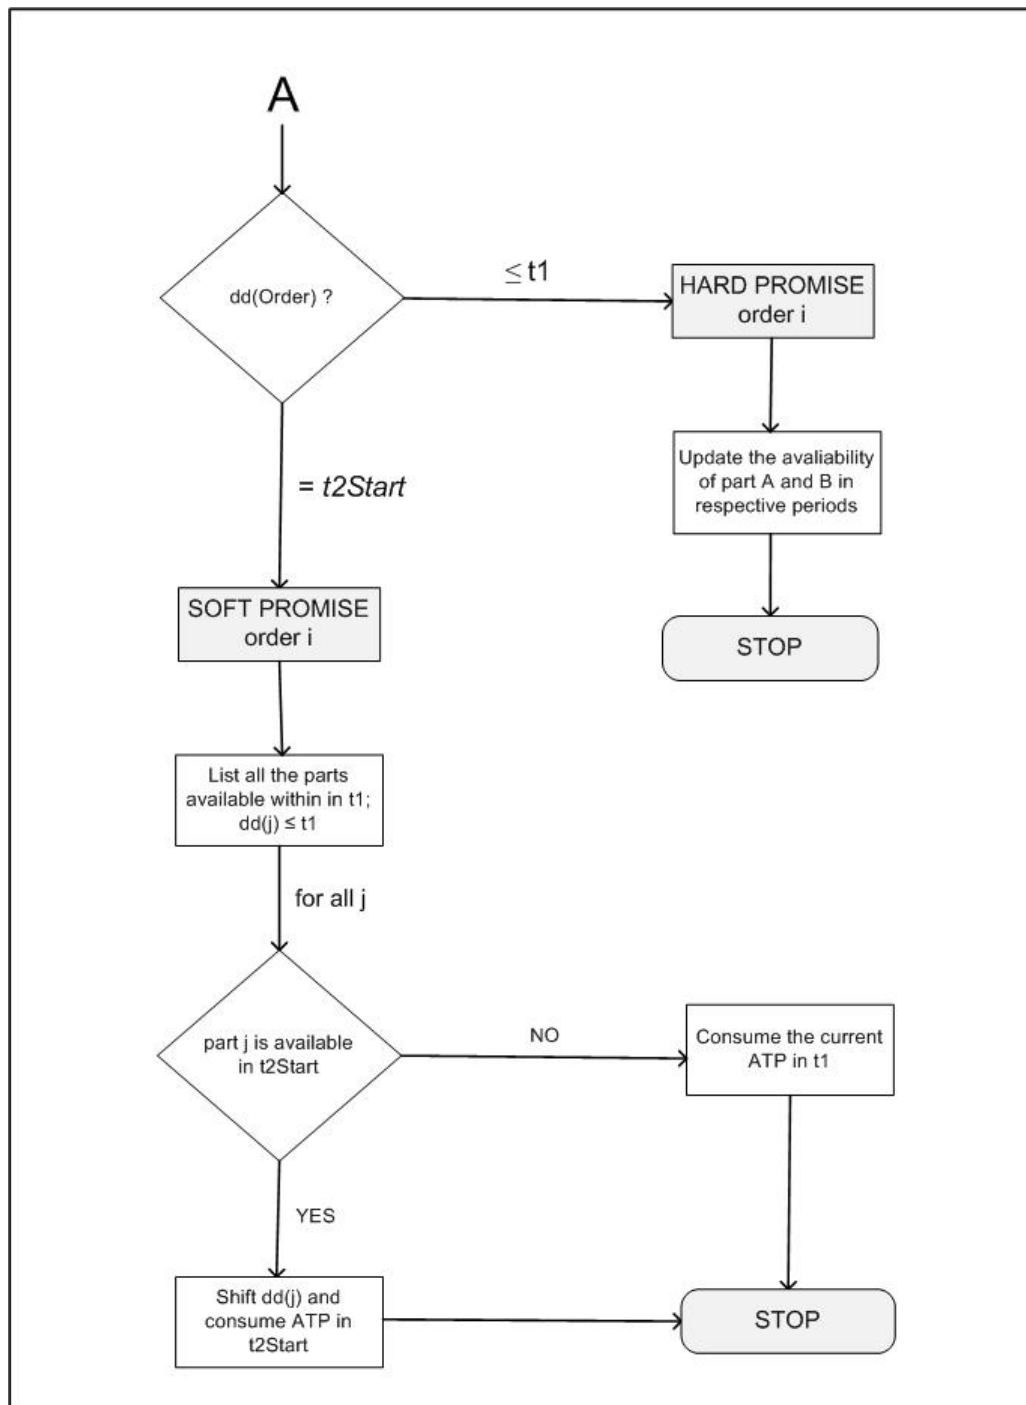 A
dd(Order) ?
≤ t1
HARD PROMISE
order i
Update the avaliability
of part A and B in
respective periods
STOP
= t2Start
SOFT PROMISE
order i
List all the parts
available within in t1;
dd(j) ≤ t1
for all j
part j is available
in t2Start
NO
Consume the current
ATP in t1
YES
Shift dd(j) and
consume ATP in
t2Start
STOP